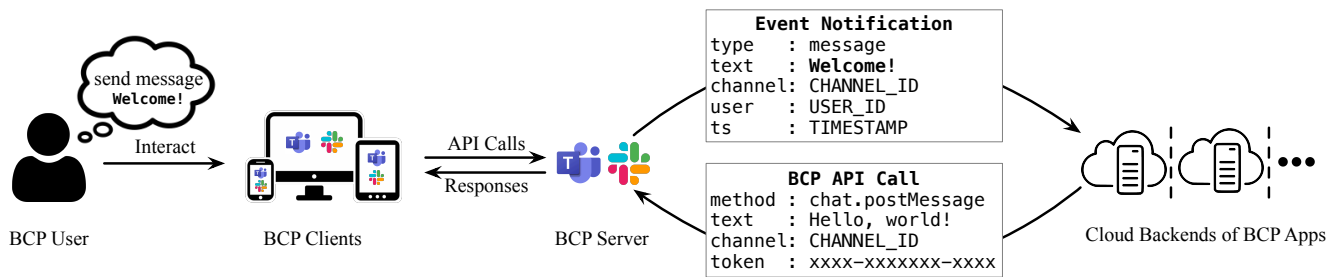 send message
Welcome!
BCP User
Interact
BCP Clients
API Calls
Responses
T
T
T
T
BCP Server
Event Notification
type   : message
text   : Welcome!
channel: CHANNEL_ID
user   : USER_ID
ts     : TIMESTAMP
BCP API Call
method : chat.postMessage
text   : Hello, world!
channel: CHANNEL_ID
token  : xxxx-xxxxxxx-xxxx
Cloud Backends of BCP Apps